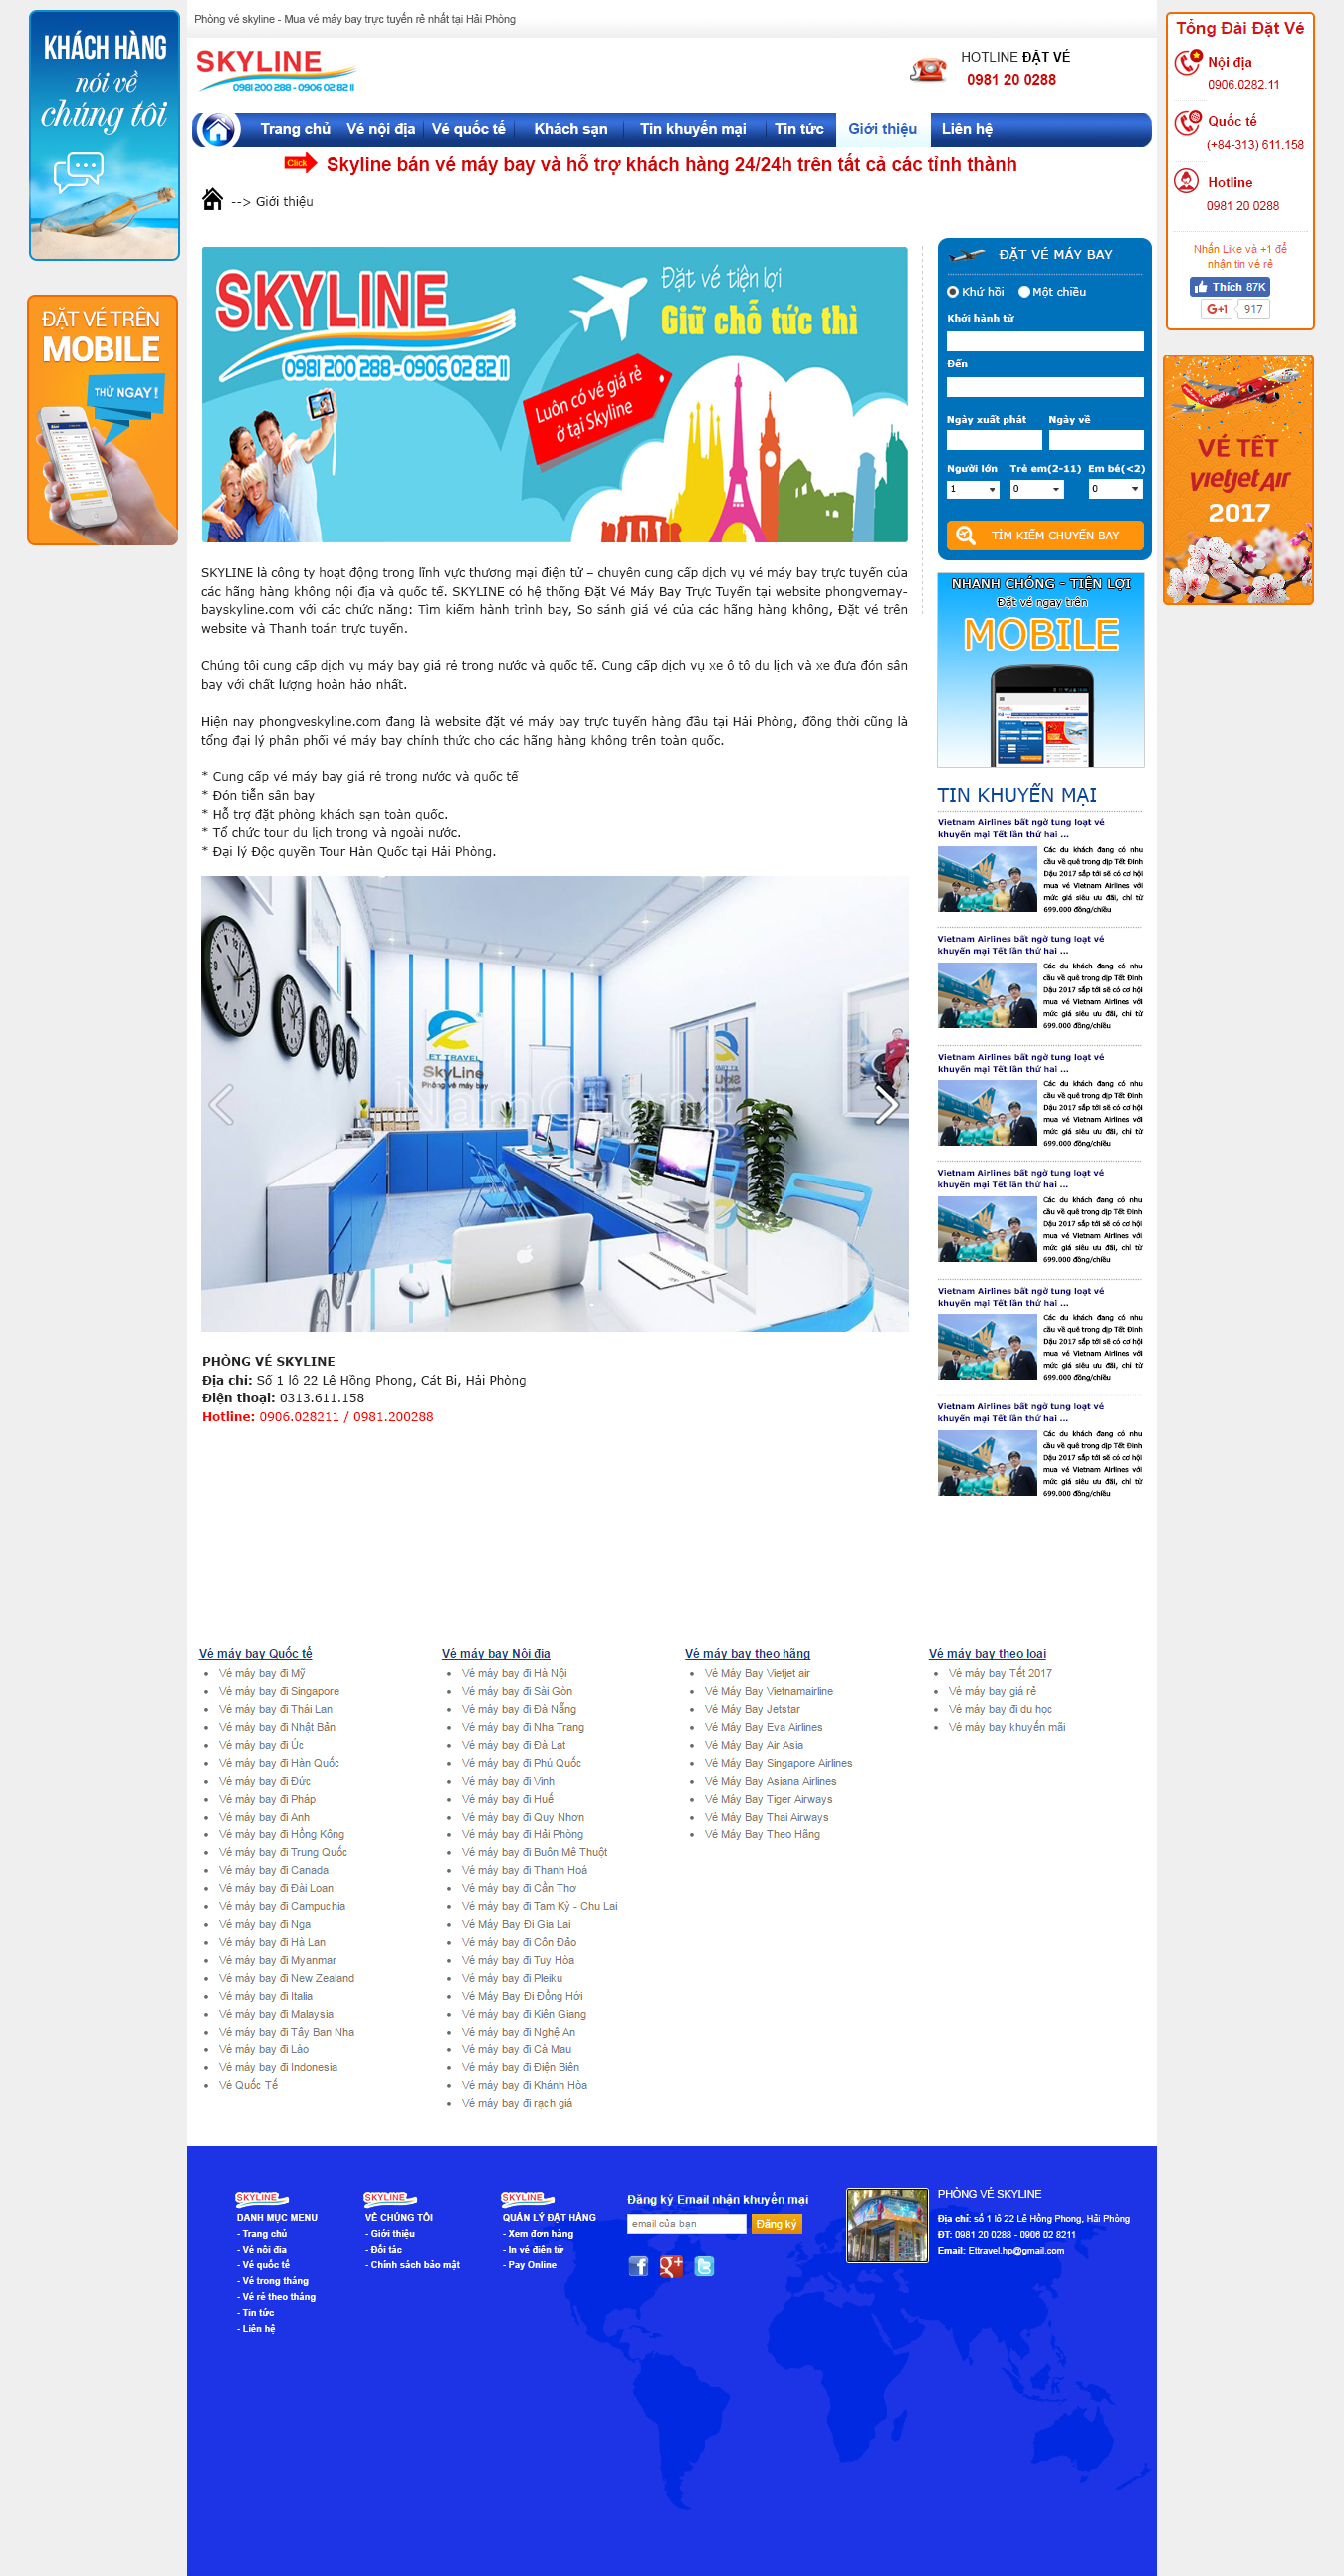 Phòng vé skyline - Mua vé máy bay trực tuyến rẻ nhất tại Hải Phòng
KHÁCH HÀNG
nói về
chúng tôi
ĐẶT VÉ TRÊN
MOBILE
THỬ NGAY !
SKYLINE
0981 200 288 - 0906 02 82 11
HOTLINE ĐẶT VÉ
0981 20 0288
Trang chủ
Vé nội địa
Vé quốc tế
Khách sạn
Tin khuyến mại
Tin tức
Giới thiệu
Liên hệ
Click
Skyline bán vé máy bay và hỗ trợ khách hàng 24/24h trên tất cả các tỉnh thành
--> Giới thiệu
Tổng Đài Đặt Vé
Nội địa
0906.0282.11
Quốc tế
(+84-313) 611.158
Hotline
0981 20 0288
Nhấn Like và +1 để
nhận tin vé rẻ
Thích 87K
G+1 917
VÉ TẾT
vietjet Air
2017
SKYLINE
0981 200 288 - 0906 02 82 11
Đặt vé tiện lợi
Giữ chỗ tức thì
Luôn có vé giá rẻ
ở tại Skyline
SKYLINE là công ty hoạt động trong lĩnh vực thương mại điện tử – chuyên cung cấp dịch vụ vé máy bay trực tuyến của
các hãng hàng không nội địa và quốc tế. SKYLINE có hệ thống Đặt Vé Máy Bay Trực Tuyến tại website phongvemay-
bayskyline.com với các chức năng: Tìm kiếm hành trình bay, So sánh giá vé của các hãng hàng không, Đặt vé trên
website và Thanh toán trực tuyến.
Chúng tôi cung cấp dịch vụ máy bay giá rẻ trong nước và quốc tế. Cung cấp dịch vụ xe ô tô du lịch và xe đưa đón sân
bay với chất lượng hoàn hảo nhất.
Hiện nay phongveskyline.com đang là website đặt vé máy bay trực tuyến hàng đầu tại Hải Phòng, đồng thời cũng là
tổng đại lý phân phối vé máy bay chính thức cho các hãng hàng không trên toàn quốc.
* Cung cấp vé máy bay giá rẻ trong nước và quốc tế
* Đón tiễn sân bay
* Hỗ trợ đặt phòng khách sạn toàn quốc.
* Tổ chức tour du lịch trong và ngoài nước.
* Đại lý Độc quyền Tour Hàn Quốc tại Hải Phòng.
ET TRAVEL
SkyLine
Phòng vé máy bay
NamCuong
PHÒNG VÉ SKYLINE
Địa chỉ: Số 1 lô 22 Lê Hồng Phong, Cát Bi, Hải Phòng
Điện thoại: 0313.611.158
Hotline: 0906.028211 / 0981.200288
ĐẶT VÉ MÁY BAY
Khứ hồi
Một chiều
Khởi hành từ
Đến
Ngày xuất phát
Ngày về
Người lớn
Trẻ em(2-11)
Em bé(<2)
1
0
0
TÌM KIẾM CHUYẾN BAY
NHANH CHÓNG - TIỆN LỢI
Đặt vé ngay trên
MOBILE
TIN KHUYẾN MẠI
Vietnam Airlines bất ngờ tung loạt vé
khuyến mại Tết lần thứ hai ...
Các du khách đang có nhu
cầu về quê trong dịp Tết Đinh
Dậu 2017 sắp tới sẽ có cơ hội
mua vé Vietnam Airlines với
mức giá siêu ưu đãi, chỉ từ
699.000 đồng/chiều
Vietnam Airlines bất ngờ tung loạt vé
khuyến mại Tết lần thứ hai ...
Các du khách đang có nhu
cầu về quê trong dịp Tết Đinh
Dậu 2017 sắp tới sẽ có cơ hội
mua vé Vietnam Airlines với
mức giá siêu ưu đãi, chỉ từ
699.000 đồng/chiều
Vietnam Airlines bất ngờ tung loạt vé
khuyến mại Tết lần thứ hai ...
Các du khách đang có nhu
cầu về quê trong dịp Tết Đinh
Dậu 2017 sắp tới sẽ có cơ hội
mua vé Vietnam Airlines với
mức giá siêu ưu đãi, chỉ từ
699.000 đồng/chiều
Vietnam Airlines bất ngờ tung loạt vé
khuyến mại Tết lần thứ hai ...
Các du khách đang có nhu
cầu về quê trong dịp Tết Đinh
Dậu 2017 sắp tới sẽ có cơ hội
mua vé Vietnam Airlines với
mức giá siêu ưu đãi, chỉ từ
699.000 đồng/chiều
Vietnam Airlines bất ngờ tung loạt vé
khuyến mại Tết lần thứ hai ...
Các du khách đang có nhu
cầu về quê trong dịp Tết Đinh
Dậu 2017 sắp tới sẽ có cơ hội
mua vé Vietnam Airlines với
mức giá siêu ưu đãi, chỉ từ
699.000 đồng/chiều
Vietnam Airlines bất ngờ tung loạt vé
khuyến mại Tết lần thứ hai ...
Các du khách đang có nhu
cầu về quê trong dịp Tết Đinh
Dậu 2017 sắp tới sẽ có cơ hội
mua vé Vietnam Airlines với
mức giá siêu ưu đãi, chỉ từ
699.000 đồng/chiều
Vé máy bay Quốc tế
Vé máy bay đi Mỹ
Vé máy bay đi Singapore
Vé máy bay đi Thái Lan
Vé máy bay đi Nhật Bản
Vé máy bay đi Úc
Vé máy bay đi Hàn Quốc
Vé máy bay đi Đức
Vé máy bay đi Pháp
Vé máy bay đi Anh
Vé máy bay đi Hồng Kông
Vé máy bay đi Trung Quốc
Vé máy bay đi Canada
Vé máy bay đi Đài Loan
Vé máy bay đi Campuchia
Vé máy bay đi Nga
Vé máy bay đi Hà Lan
Vé máy bay đi Myanmar
Vé máy bay đi New Zealand
Vé máy bay đi Italia
Vé máy bay đi Malaysia
Vé máy bay đi Tây Ban Nha
Vé máy bay đi Lào
Vé máy bay đi Indonesia
Vé Quốc Tế
Vé máy bay Nội địa
Vé máy bay đi Hà Nội
Vé máy bay đi Sài Gòn
Vé máy bay đi Đà Nẵng
Vé máy bay đi Nha Trang
Vé máy bay đi Đà Lạt
Vé máy bay đi Phú Quốc
Vé máy bay đi Vinh
Vé máy bay đi Huế
Vé máy bay đi Quy Nhơn
Vé máy bay đi Hải Phòng
Vé máy bay đi Buôn Mê Thuột
Vé máy bay đi Thanh Hoá
Vé máy bay đi Cần Thơ
Vé máy bay đi Tam Kỳ - Chu Lai
Vé Máy Bay Đi Gia Lai
Vé máy bay đi Côn Đảo
Vé máy bay đi Tuy Hòa
Vé máy bay đi Pleiku
Vé Máy Bay Đi Đồng Hới
Vé máy bay đi Kiên Giang
Vé máy bay đi Nghệ An
Vé máy bay đi Cà Mau
Vé máy bay đi Điện Biên
Vé máy bay đi Khánh Hòa
Vé máy bay đi rạch giá
Vé máy bay theo hãng
Vé Máy Bay Vietjet air
Vé Máy Bay Vietnamairline
Vé Máy Bay Jetstar
Vé Máy Bay Eva Airlines
Vé Máy Bay Air Asia
Vé Máy Bay Singapore Airlines
Vé Máy Bay Asiana Airlines
Vé Máy Bay Tiger Airways
Vé Máy Bay Thai Airways
Vé Máy Bay Theo Hãng
Vé máy bay theo loại
Vé máy bay Tết 2017
Vé máy bay giá rẻ
Vé máy bay đi du học
Vé máy bay khuyến mãi
SKYLINE
DANH MỤC MENU
- Trang chủ
- Vé nội địa
- Vé quốc tế
- Vé trong tháng
- Vé rẻ theo tháng
- Tin tức
- Liên hệ
SKYLINE
VỀ CHÚNG TÔI
- Giới thiệu
- Đối tác
- Chính sách bảo mật
SKYLINE
QUẢN LÝ ĐẶT HÀNG
- Xem đơn hàng
- In vé điện tử
- Pay Online
Đăng ký Email nhận khuyến mại
email của bạn
Đăng ký
PHÒNG VÉ SKYLINE
Địa chỉ: số 1 lô 22 Lê Hồng Phong, Hải Phòng
ĐT: 0981 20 0288 - 0906 02 8211
Email: Ettravel.hp@gmail.com